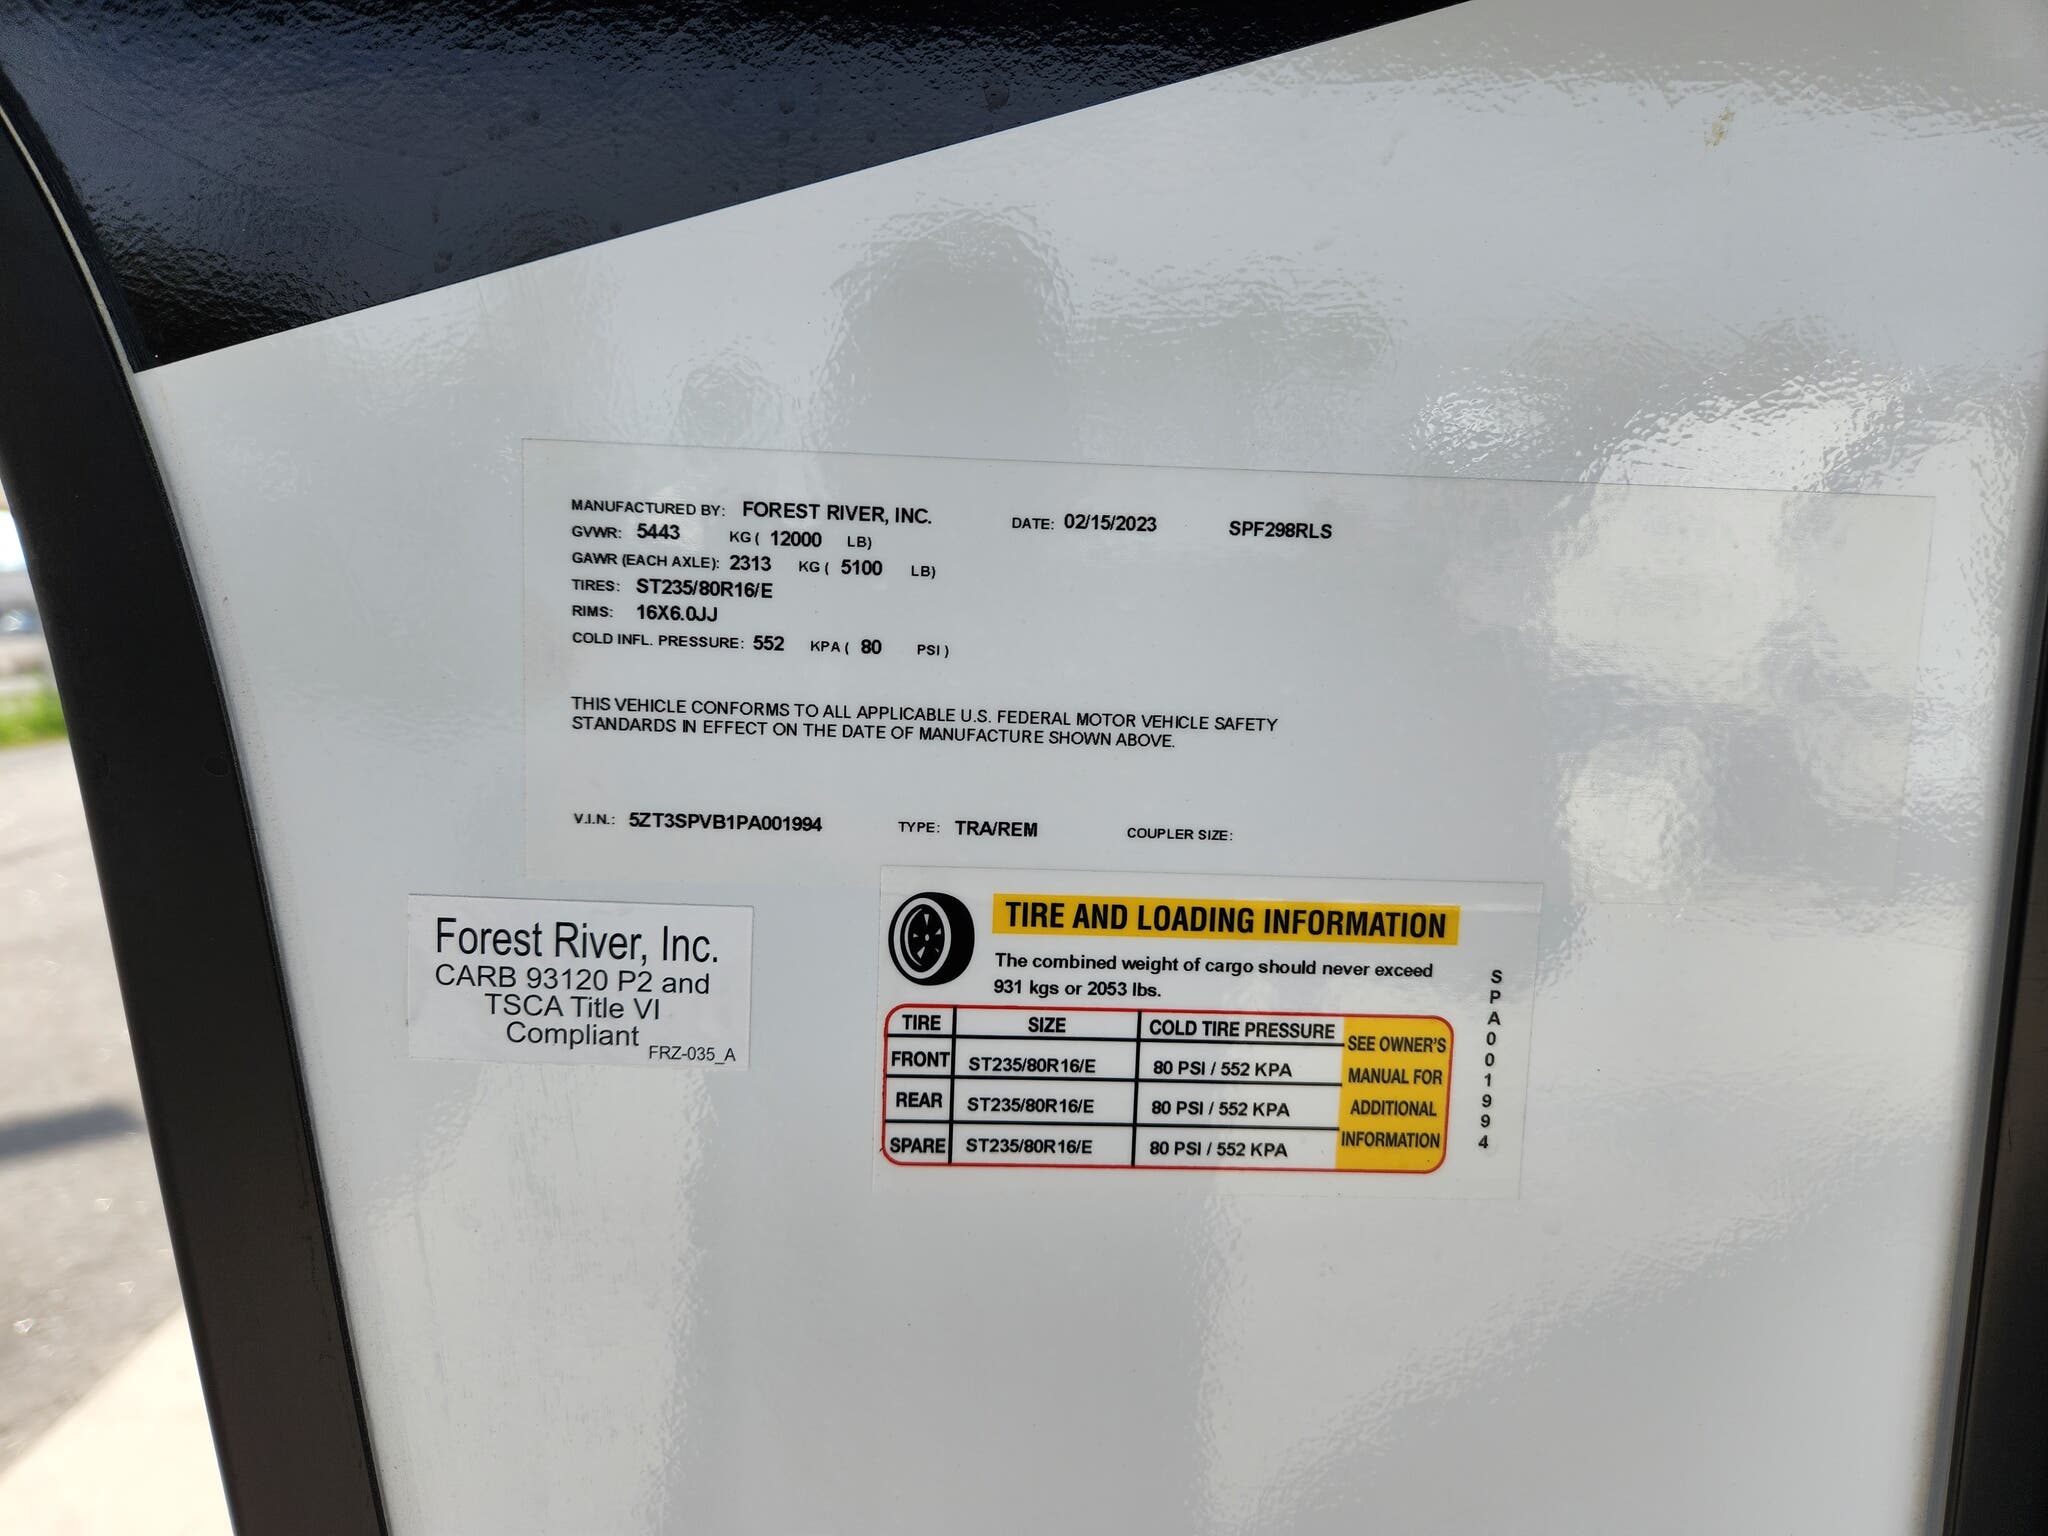 MANUFACTURED BY: FOREST RIVER, INC. DATE: 02/15/2023 SPF298RLS
GVWR: 5443 KG ( 12000 LB)
GAWR (EACH AXLE): 2313 KG ( 5100 LB)
TIRES: ST235/80R16/E
RIMS: 16X6.0JJ
COLD INFL. PRESSURE: 552 KPA ( 80 PSI )
THIS VEHICLE CONFORMS TO ALL APPLICABLE U.S. FEDERAL MOTOR VEHICLE SAFETY
STANDARDS IN EFFECT ON THE DATE OF MANUFACTURE SHOWN ABOVE.
V.I.N.: 5ZT3SPVB1PA001994 TYPE: TRA/REM COUPLER SIZE:
Forest River, Inc.
CARB 93120 P2 and
TSCA Title VI
Compliant
FRZ-035_A
TIRE AND LOADING INFORMATION
The combined weight of cargo should never exceed
931 kgs or 2053 lbs.
TIRE SIZE COLD TIRE PRESSURE
FRONT ST235/80R16/E 80 PSI / 552 KPA
REAR ST235/80R16/E 80 PSI / 552 KPA
SPARE ST235/80R16/E 80 PSI / 552 KPA
SEE OWNER'S
MANUAL FOR
ADDITIONAL
INFORMATION
SPA001994